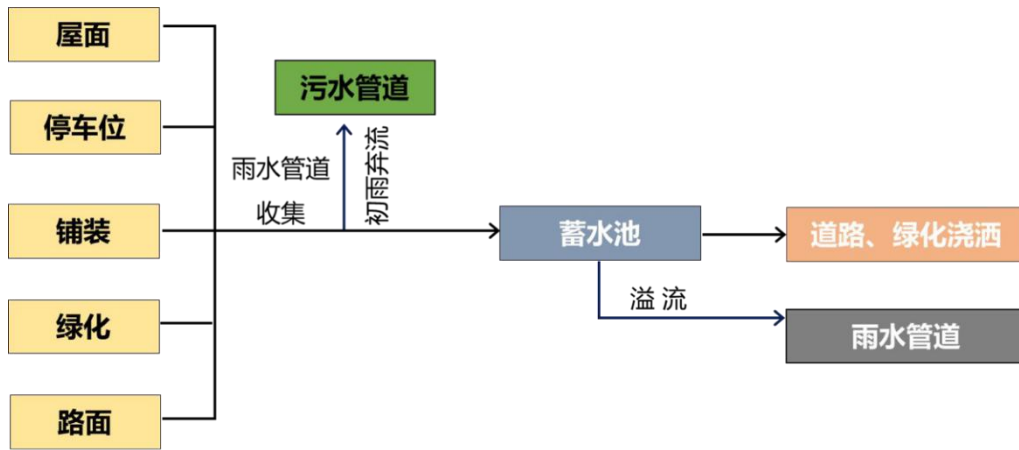 屋面
停车位
铺装
绿化
路面
污水管道
雨水管道
收集
初雨弃流
蓄水池
溢流
道路、绿化浇洒
雨水管道